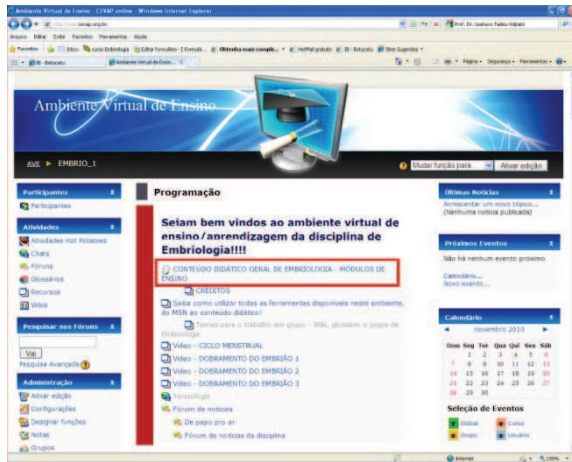 Ambiente Virtual de Ensino - CEVAP online - Windows Internet Explorer
Arquivo Editar Exibir Favoritos Ferramentas Ajuda
Favoritos
HotMail gratuito
Sites Sugeridos
Página Segurança Ferramentas
Ambiente Virtual de Ensino
AVE ► EMBRIO_1
Mudar função para...
Ativar edição
Participantes
Participantes
Atividades
Atividades Hot Potatoes
Chats
Fóruns
Glossários
Recursos
Wikis
Pesquisar nos Fóruns
Vai
Pesquisa Avançada
Administração
Ativar edição
Configurações
Designar funções
Notas
Grupos
Programação
Sejam bem vindos ao ambiente virtual de
ensino/aprendizagem da disciplina de
Embriologia!!!!
CONTEÚDO DIDÁTICO GERAL DE EMBRIOLOGIA - MÓDULOS DE
ENSINO
CRÉDITOS
Saiba como utilizar todas as ferramentas disponíveis neste ambiente,
do MSN ao conteúdo didático!
Temas para o trabalho em grupo - Wiki, glossário e jogos de
Embriologia
Vídeo - CICLO MENSTRUAL
Vídeo - DOBRAMENTO DO EMBRIÃO 1
Vídeo - DOBRAMENTO DO EMBRIÃO 2
Vídeo - DOBRAMENTO DO EMBRIÃO 3
Teratologia
Fórum de notícias
De papo pro ar
Fórum de notícias da disciplina
Últimas Notícias
Acrescentar um novo tópico...
(Nenhuma notícia publicada)
Próximos Eventos
Não há nenhum evento próximo
Calendário...
Novo evento...
Calendário
◄ novembro 2010 ►
Dom Seg Ter Qua Qui Sex Sáb
1 2 3 4 5 6
7 8 9 10 11 12 13
14 15 16 17 18 19 20
21 22 23 24 25 26 27
28 29 30
Seleção de Eventos
Global Curso
Grupo Usuário
Internet 100%